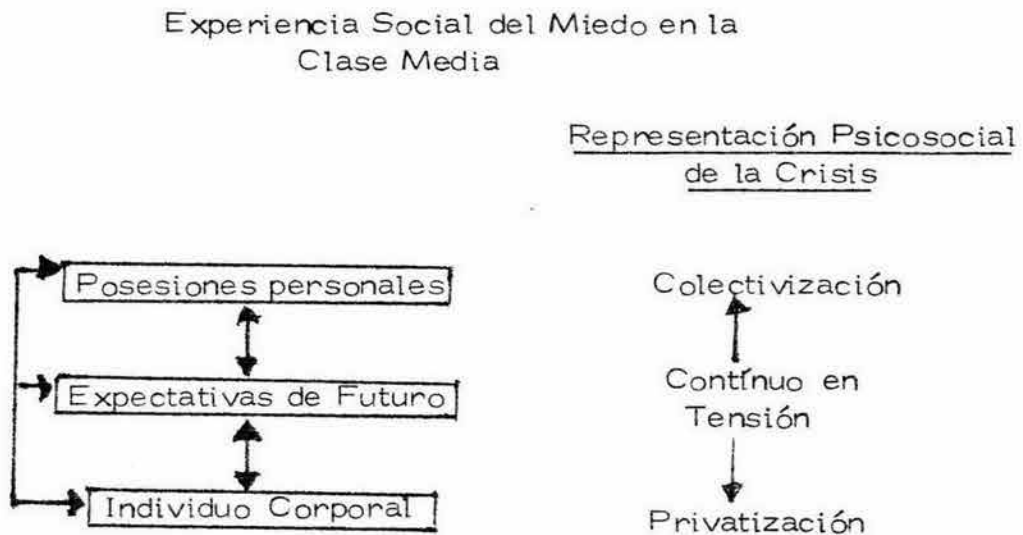 Experiencia Social del Miedo en la
Clase Media
Representación Psicosocial
de la Crisis
Posesiones personales
Expectativas de Futuro
Individuo Corporal
Colectivización
Contínuo en
Tensión
Privatización